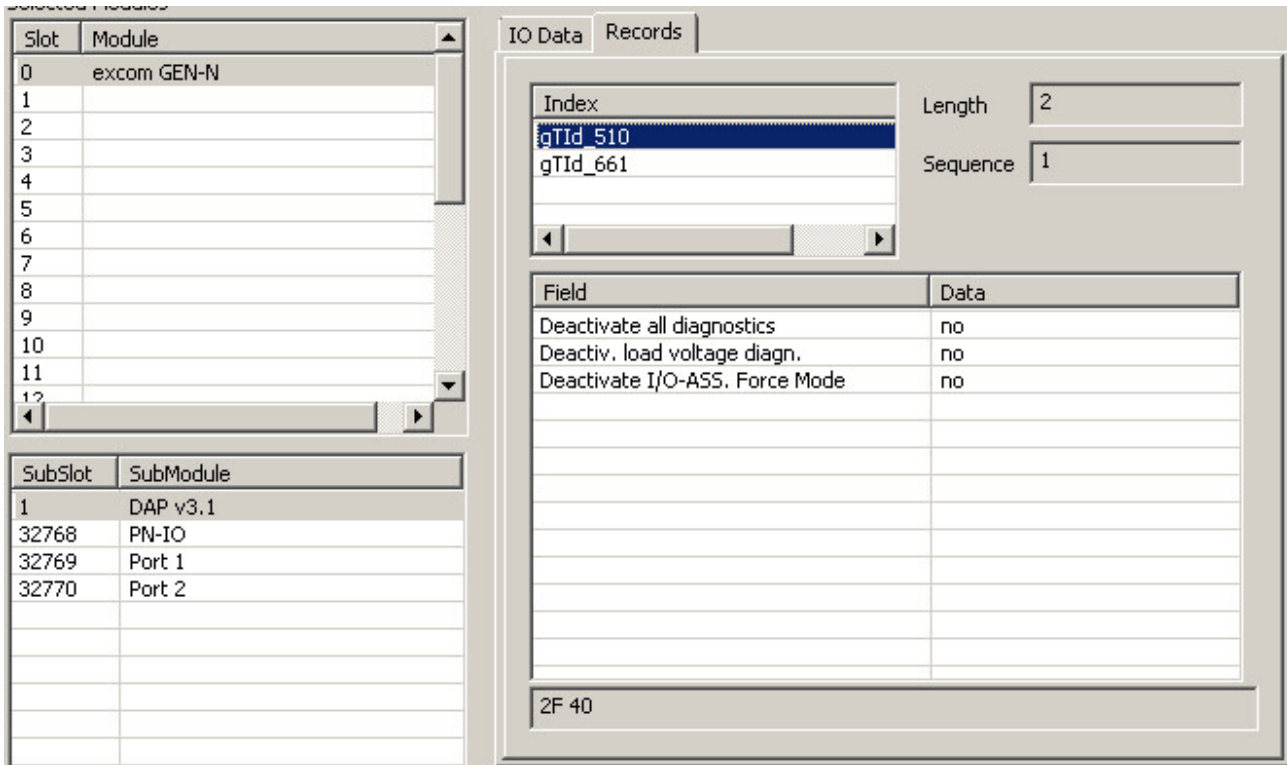 Selected Modules
Slot Module
0 excom GEN-N
1
2
3
4
5
6
7
8
9
10
11
12
SubSlot SubModule
1 DAP v3.1
32768 PN-IO
32769 Port 1
32770 Port 2
IO Data Records
Index
gTId_510
gTId_661
Length 2
Sequence 1
Field Data
Deactivate all diagnostics no
Deactiv. load voltage diagn. no
Deactivate I/O-ASS. Force Mode no
2F 40